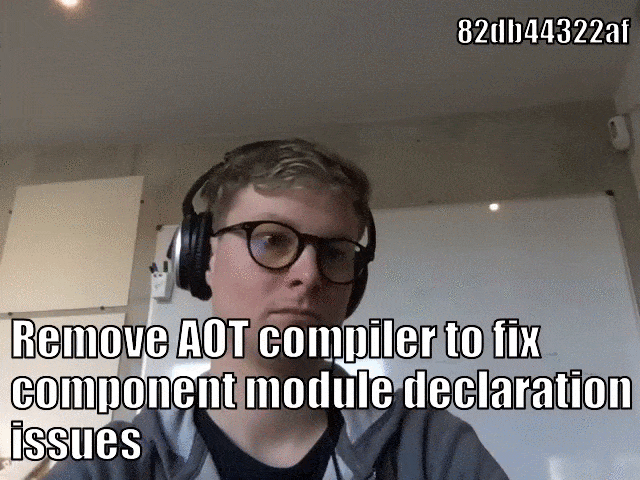 82db44322af
Remove AOT compiler to fix
component module declaration
issues